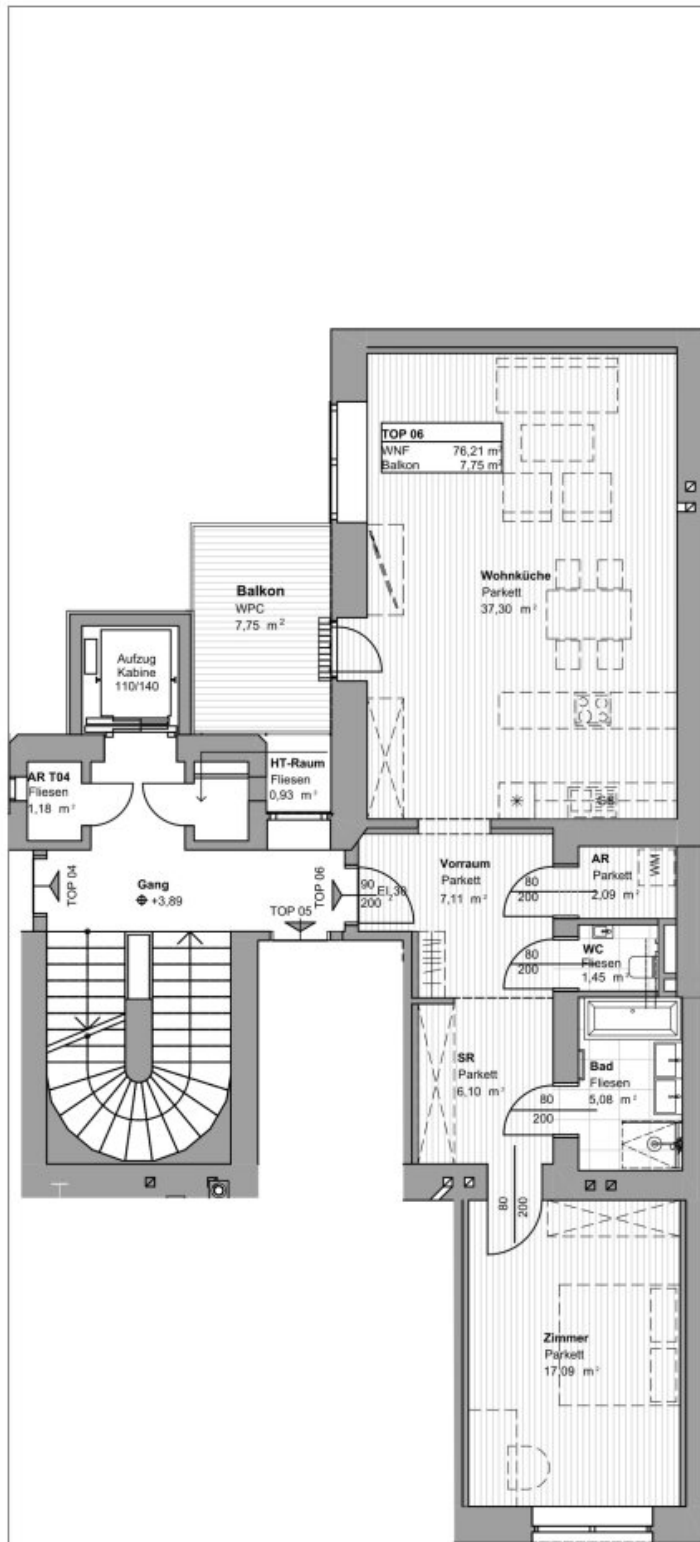 TOP 06
WNF 76,21 m²
Balkon 7,75 m²
Wohnküche
Parkett
37,30 m²
Balkon
WPC
7,75 m²
Aufzug
Kabine
110/140
AR T04
Fliesen
1,18 m²
HT-Raum
Fliesen
0,93 m²
TOP 04
Gang
+3,89
TOP 06
TOP 05
90
200
EI₂30
Vorraum
Parkett
7,11 m²
80
200
AR
Parkett
2,09 m²
WM
80
200
WC
Fliesen
1,45 m²
SR
Parkett
6,10 m²
80
200
Bad
Fliesen
5,08 m²
80
200
Zimmer
Parkett
17,09 m²